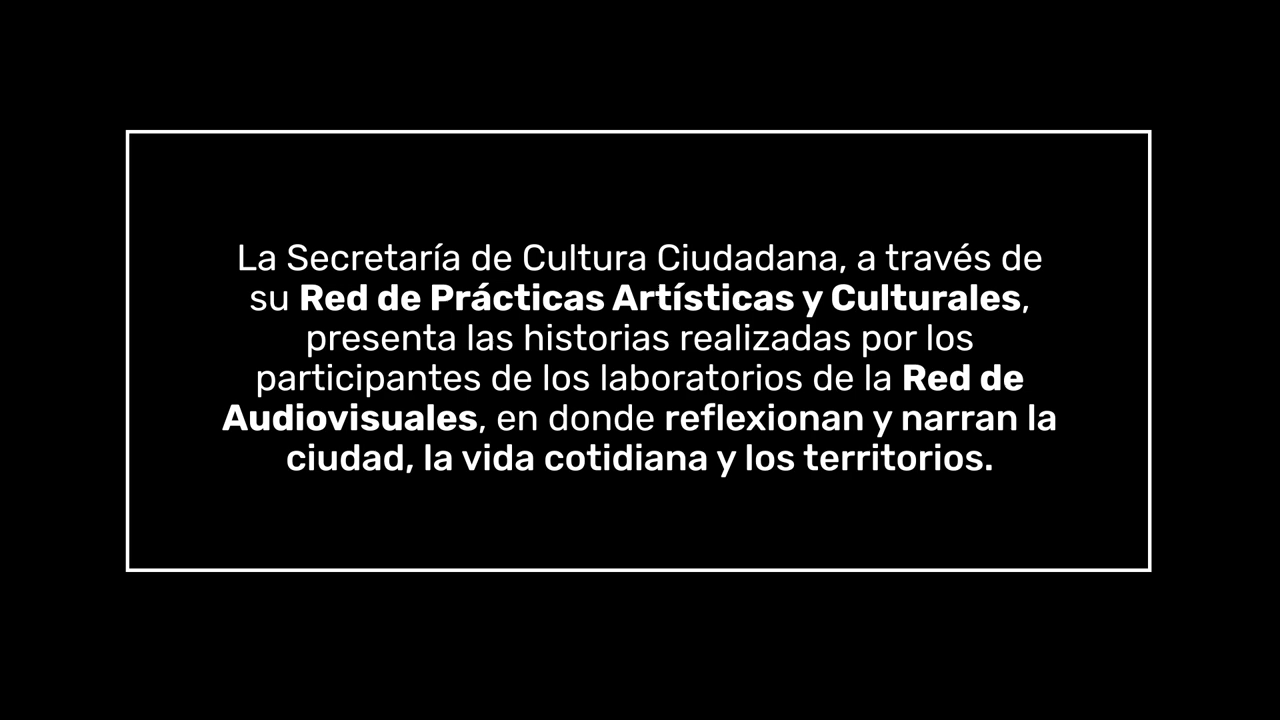 La Secretaría de Cultura Ciudadana, a través de
su Red de Prácticas Artísticas y Culturales,
presenta las historias realizadas por los
participantes de los laboratorios de la Red de
Audiovisuales, en donde reflexionan y narran la
ciudad, la vida cotidiana y los territorios.